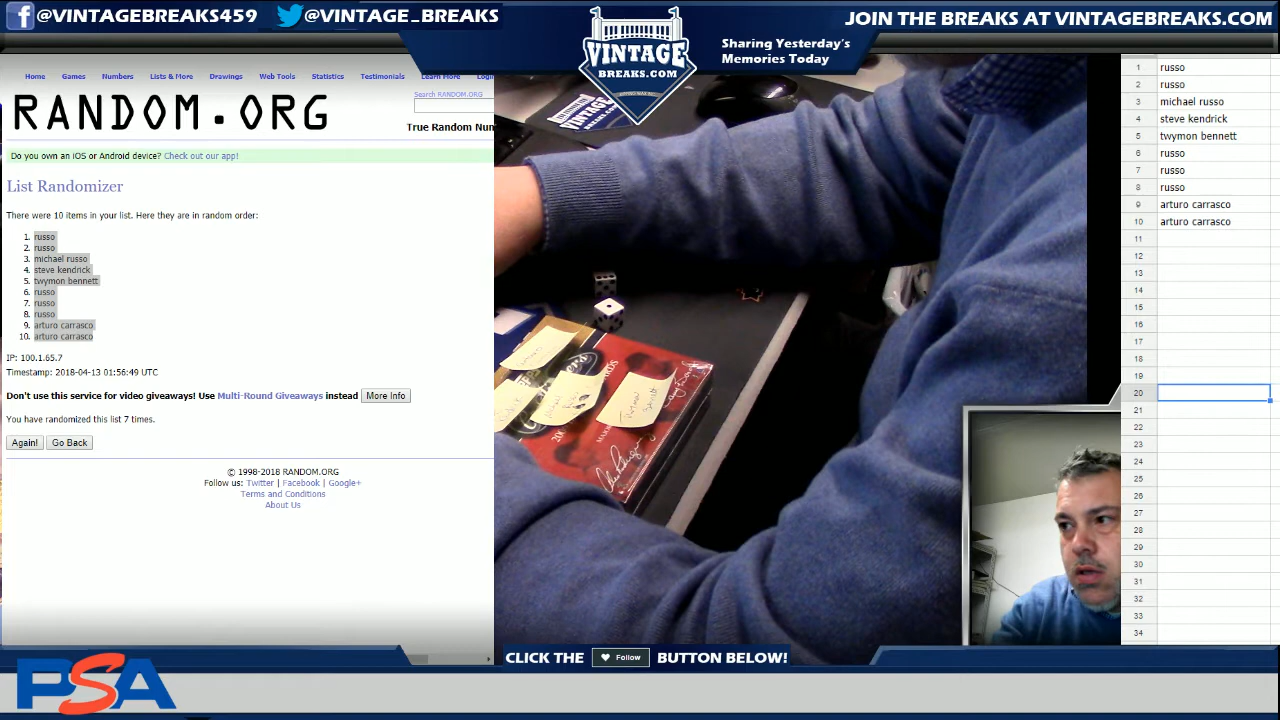 @VINTAGEBREAKS459
@VINTAGE_BREAKS
JOIN THE BREAKS AT VINTAGEBREAKS.COM
VINTAGE
BREAKS.COM
Sharing Yesterday's
Memories Today
Home Games Numbers Lists & More Drawings Web Tools Statistics Testimonials Learn More Login
Search RANDOM.ORG
RANDOM.ORG
True Random Num
Do you own an iOS or Android device? Check out our app!
List Randomizer
There were 10 items in your list. Here they are in random order:
1. russo
2. russo
3. michael russo
4. steve kendrick
5. twymon bennett
6. russo
7. russo
8. russo
9. arturo carrasco
10. arturo carrasco
IP: 100.1.65.7
Timestamp: 2018-04-13 01:56:49 UTC
Don't use this service for video giveaways! Use Multi-Round Giveaways instead More Info
You have randomized this list 7 times.
Again! Go Back
© 1998-2018 RANDOM.ORG
Follow us: Twitter | Facebook | Google+
Terms and Conditions
About Us
VINTAGE
1 russo
2 russo
3 michael russo
4 steve kendrick
5 twymon bennett
6 russo
7 russo
8 russo
9 arturo carrasco
10 arturo carrasco
11
12
13
14
15
16
17
18
19
20
21
22
23
24
25
26
27
28
29
30
31
32
33
34
CLICK THE Follow BUTTON BELOW!
PSA